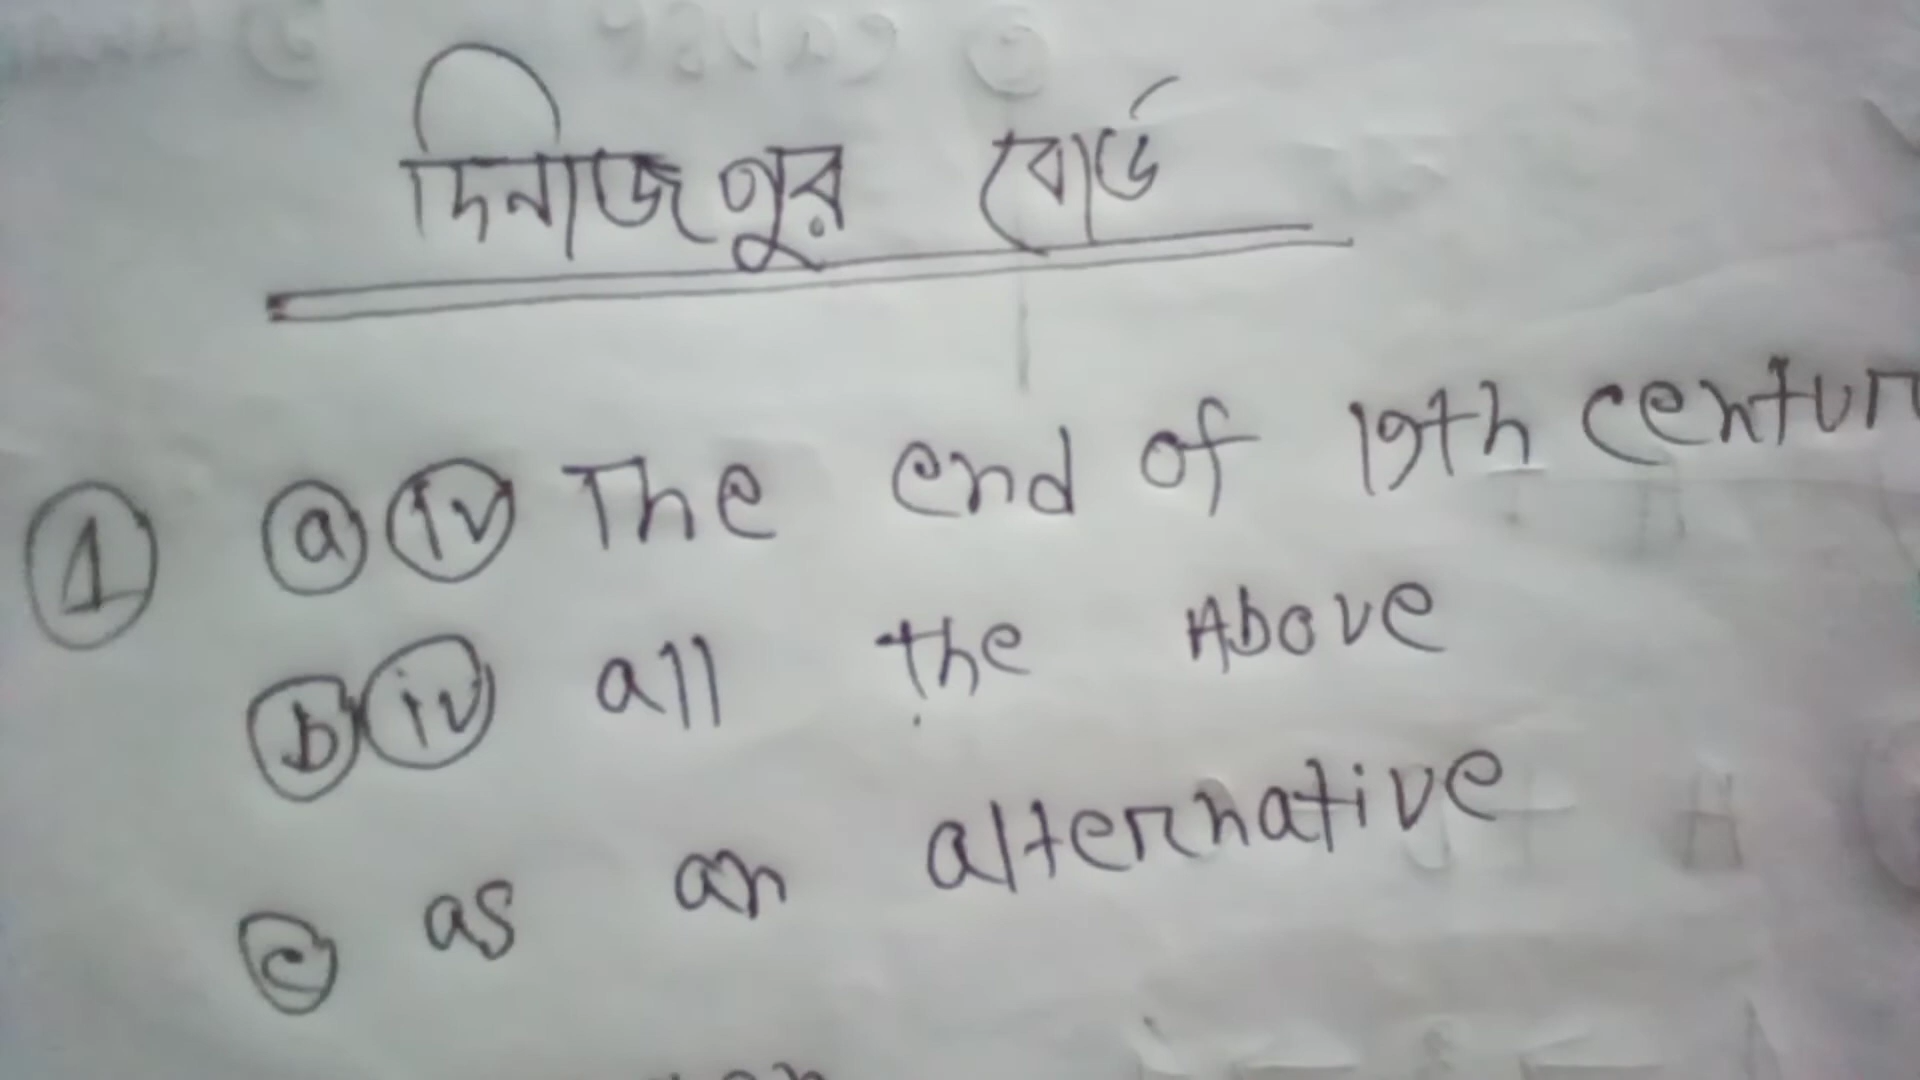 দিনাজপুর বোর্ড
1 a iv The end of 19th centur
b iv all the Above
c as an alternative